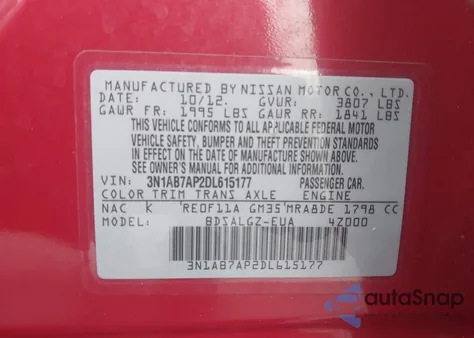 MANUFACTURED BY NISSAN MOTOR CO., LTD.
DATE: 10/12. GVWR: 3807 LBS
GAWR FR: 1995 LBS GAWR RR: 1841 LBS
THIS VEHICLE CONFORMS TO ALL APPLICABLE FEDERAL MOTOR
VEHICLE SAFETY, BUMPER AND THEFT PREVENTION STANDARDS
IN EFFECT ON THE DATE OF MANUFACTURE SHOWN ABOVE.
SEE OWNER'S MANUAL FOR ADDITIONAL INFORMATION
VIN: 3N1AB7AP2DL615177 PASSENGER CAR.
COLOR TRIM TRANS AXLE ENGINE
NAC K 'RE0F11A GM35'MRA8DE 1798 CC
MODEL: BDSALGZ-EUA 4Z000
3N1AB7AP2DL615177
autoSnap